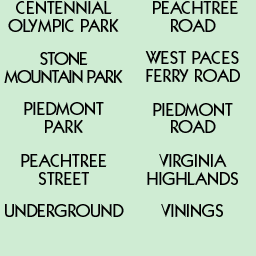 CENTENNIAL
OLYMPIC PARK
STONE
MOUNTAIN PARK
PIEDMONT
PARK
PEACHTREE
STREET
UNDERGROUND
PEACHTREE
ROAD
WEST PACES
FERRY ROAD
PIEDMONT
ROAD
VIRGINIA
HIGHLANDS
VININGS